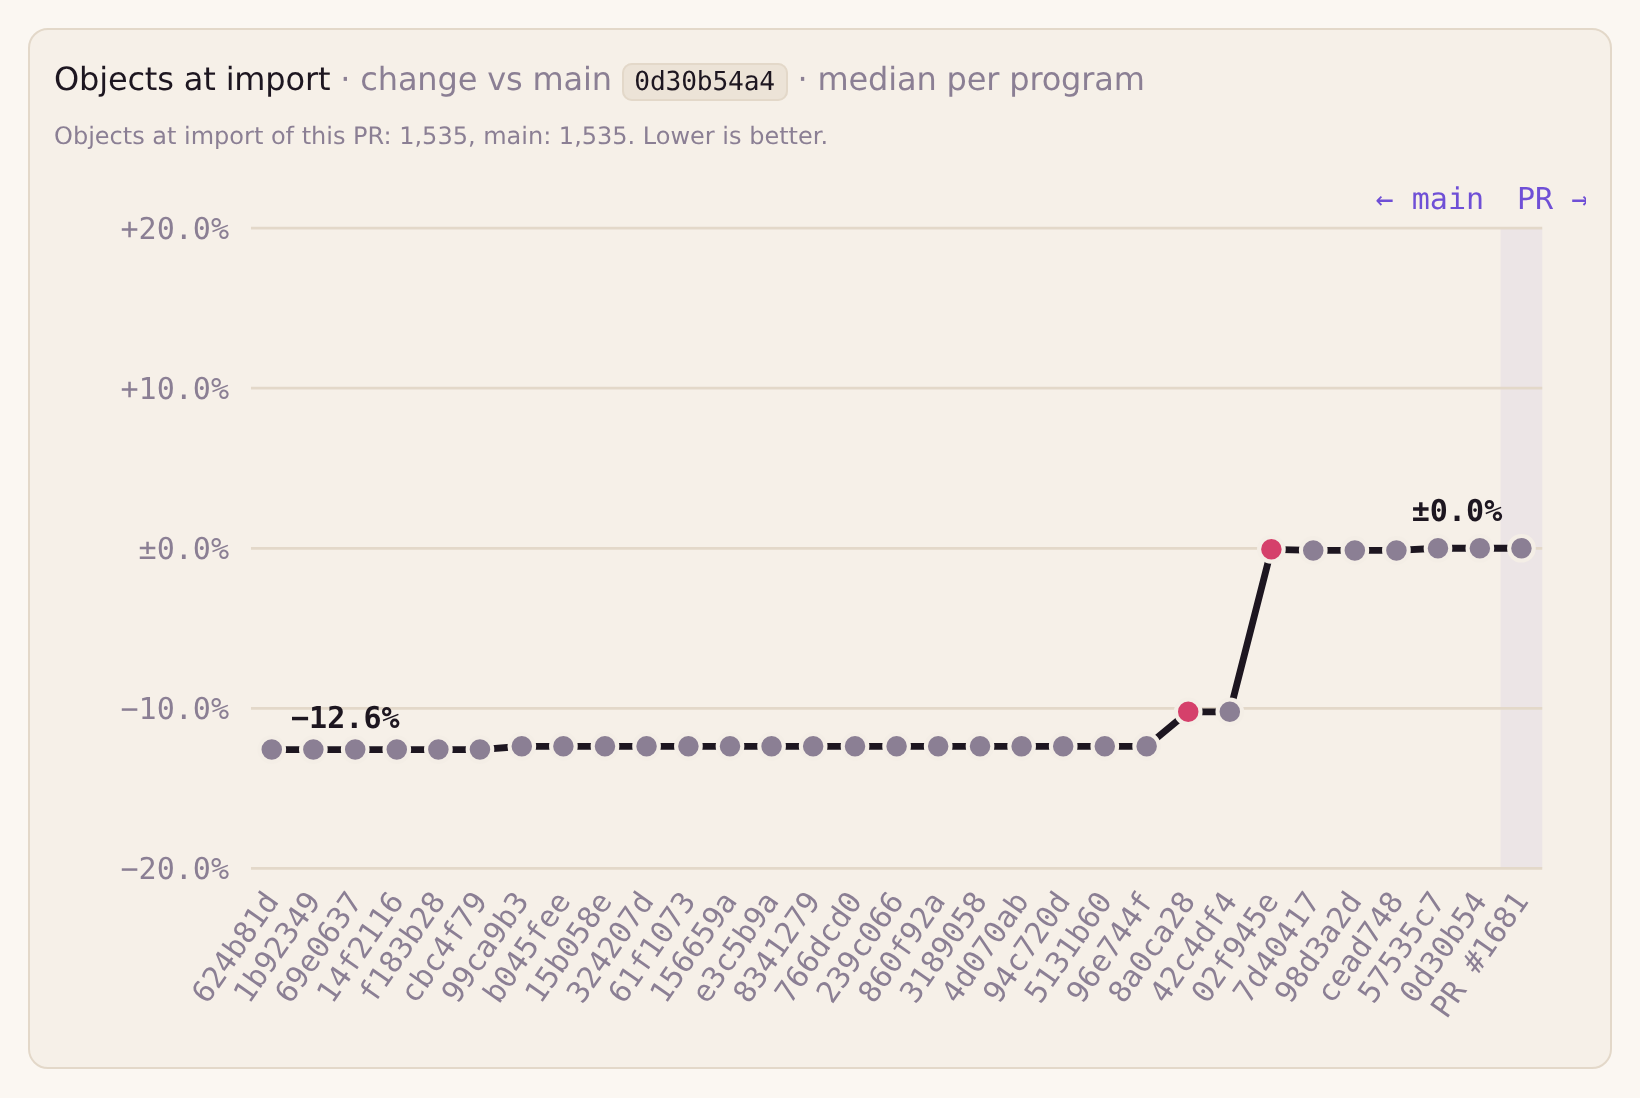 Objects at import · change vs main 0d30b54a4 · median per program
Objects at import of this PR: 1,535, main: 1,535. Lower is better.
← main PR →
+20.0%
+10.0%
±0.0%
−10.0%
−20.0%
−12.6%
±0.0%
624b81d
1b92349
69e0637
14f2116
f183b28
cbc4f79
99ca9b3
b045fee
15b058e
324207d
61f1073
156659a
e3c5b9a
8341279
766dcd0
239c066
860f92a
3189058
4d070ab
94c720d
5131b60
96e744f
8a0ca28
42c4df4
02f945e
7d40417
98d3a2d
cead748
57535c7
0d30b54
PR #1681